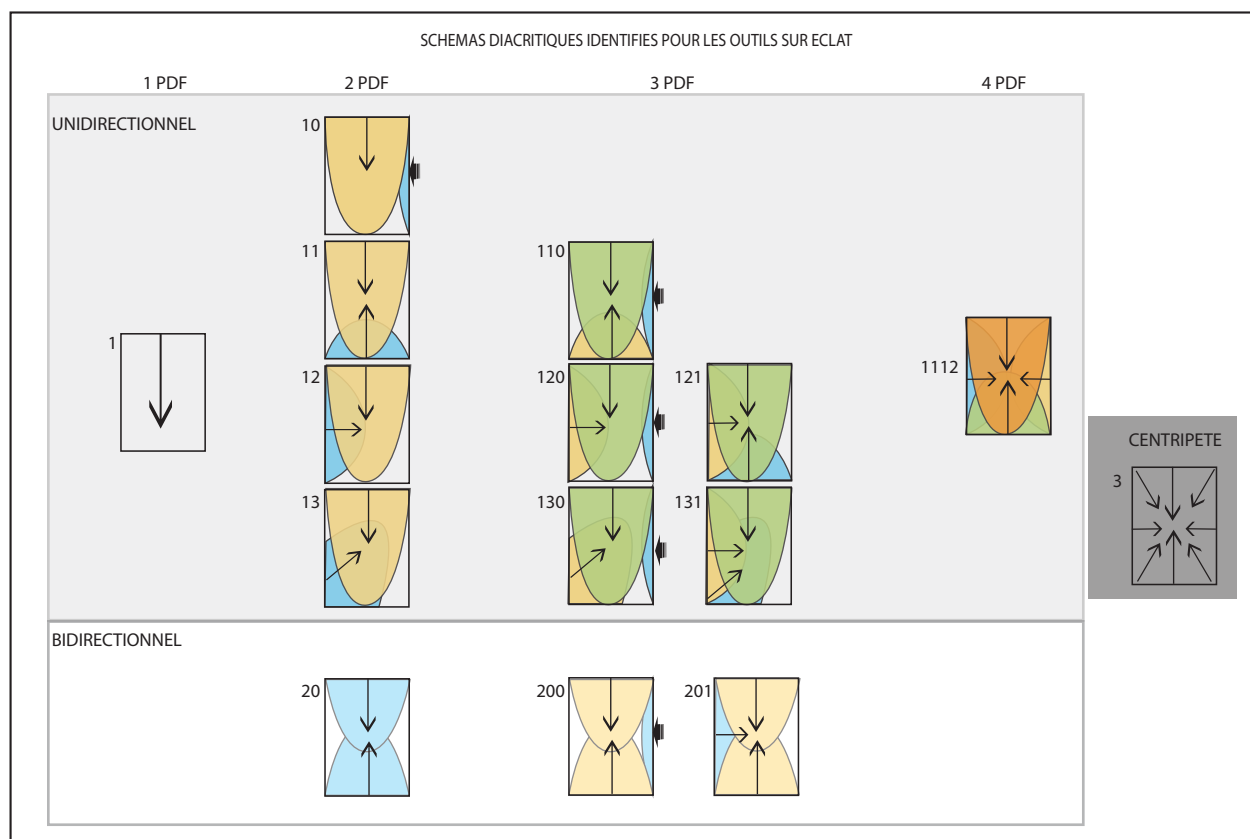 SCHEMAS DIACRITIQUES IDENTIFIES POUR LES OUTILS SUR ECLAT
1 PDF 2 PDF 3 PDF 4 PDF
UNIDIRECTIONNEL
10
11 110
1
12 120 121 1112
CENTRIPETE
3
13 130 131
BIDIRECTIONNEL
20 200 201